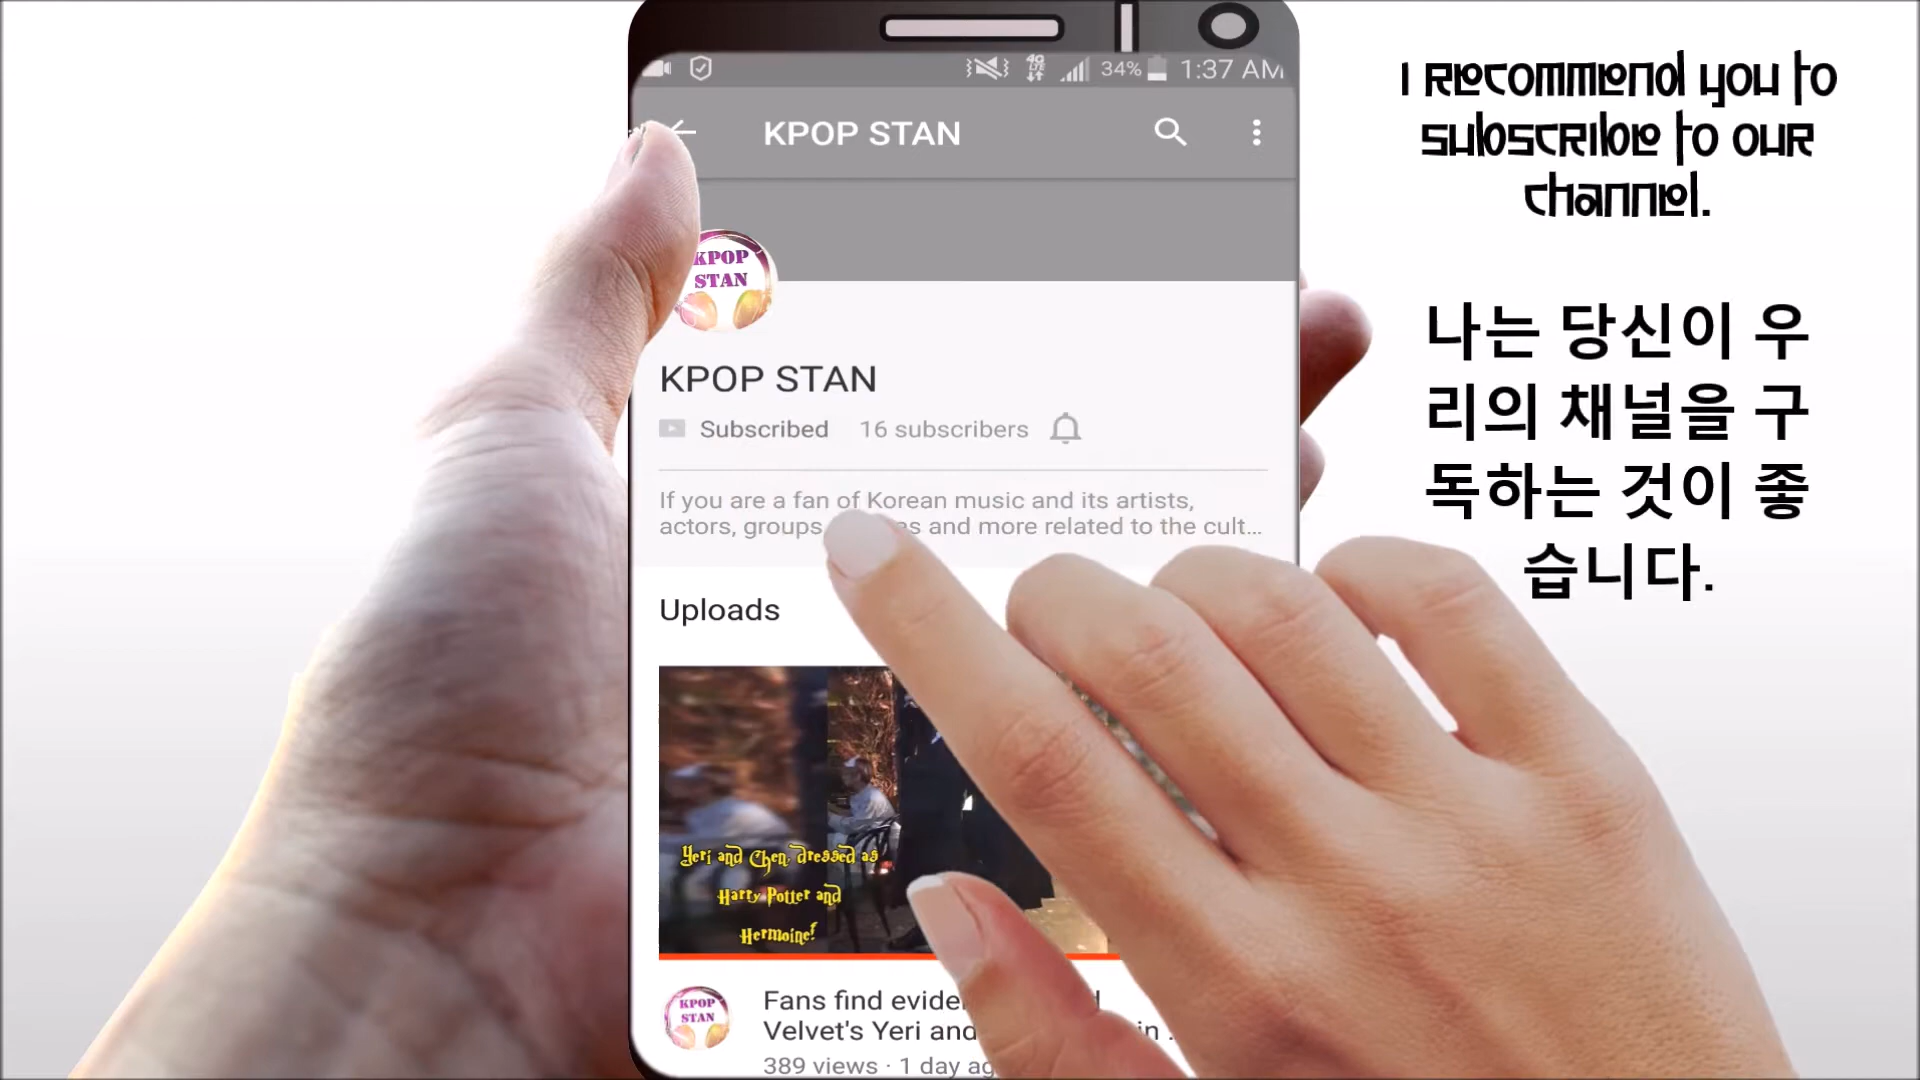 34% 1:37 AM
KPOP STAN
KPOP
STAN
KPOP STAN
Subscribed 16 subscribers
If you are a fan of Korean music and its artists,
actors, groups and more related to the cult...
Uploads
Yeri and Chen, dressed as
Harry Potter and
Hermoine!
KPOP
STAN
Fans find
Velvet's Yeri and in
389 views · 1 day
I recommend you to
subscribe to our
channel.
나는 당신이 우
리의 채널을 구
독하는 것이 좋
습니다.